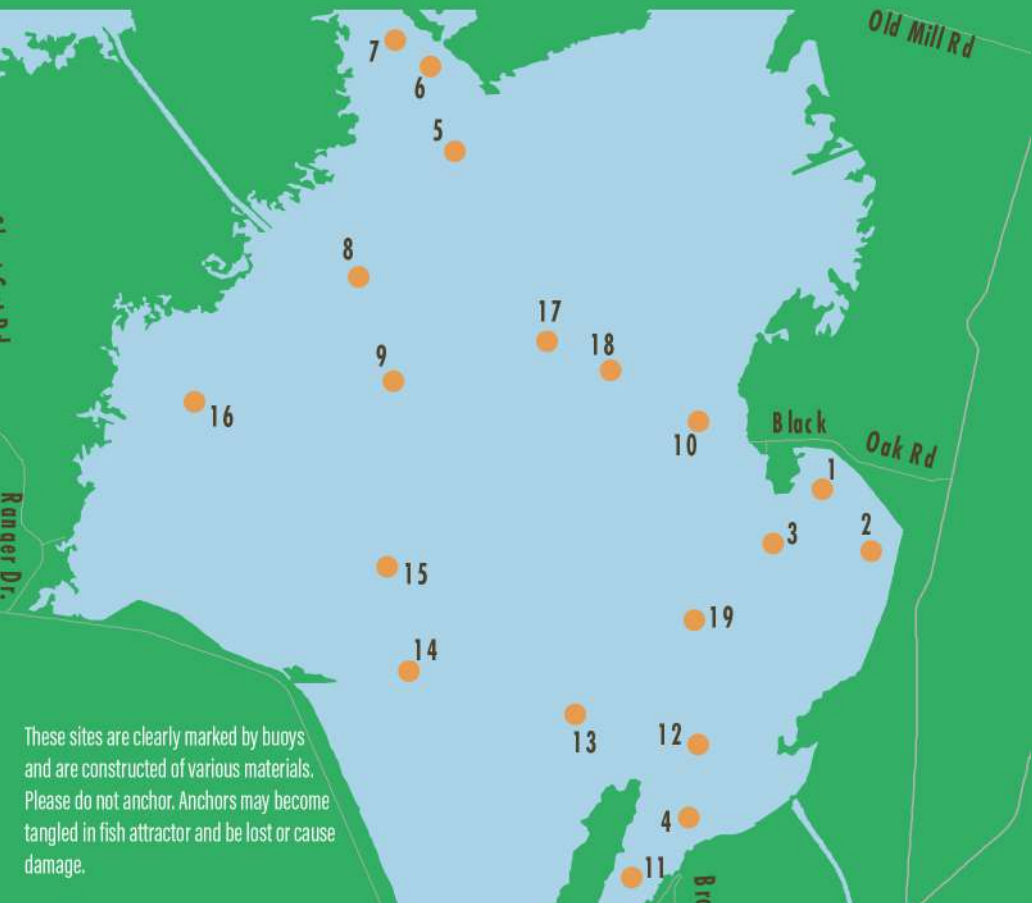 Old Mill Rd
7
6
5
8
17
18
9
16
10
Black
Oak Rd
1
2
3
Ranger Dr.
15
19
14
13
12
4
11
These sites are clearly marked by buoys
and are constructed of various materials.
Please do not anchor. Anchors may become
tangled in fish attractor and be lost or cause
damage.